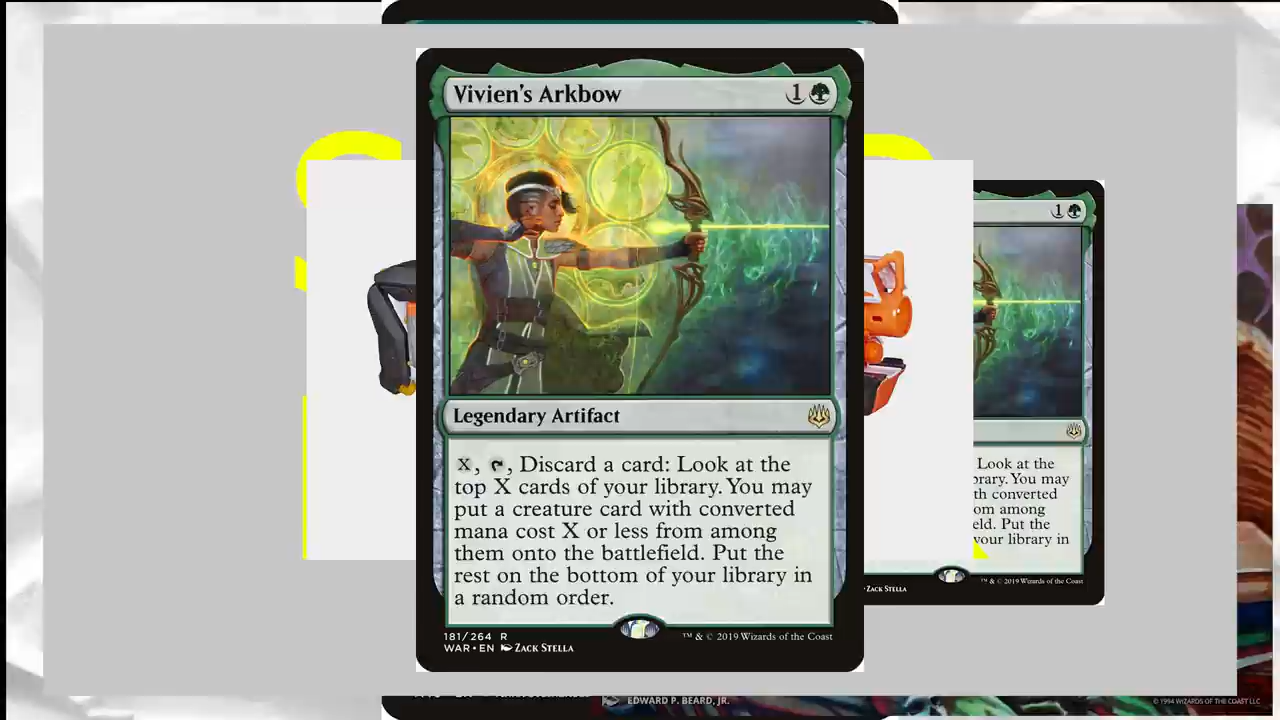 Vivien's Arkbow 1
Legendary Artifact
X, , Discard a card: Look at the
top X cards of your library. You may
put a creature card with converted
mana cost X or less from among
them onto the battlefield. Put the
rest on the bottom of your library in
a random order.
181/264 R
WAR • EN ZACK STELLA
™ & © 2019 Wizards of the Coast
1
Look at the
brary. You may
th converted
om among
eld. Put the
your library in
ZACK STELLA
™ & © 2019 Wizards of the Coast
EDWARD P. BEARD, JR.
© 1994 WIZARDS OF THE COAST LLC